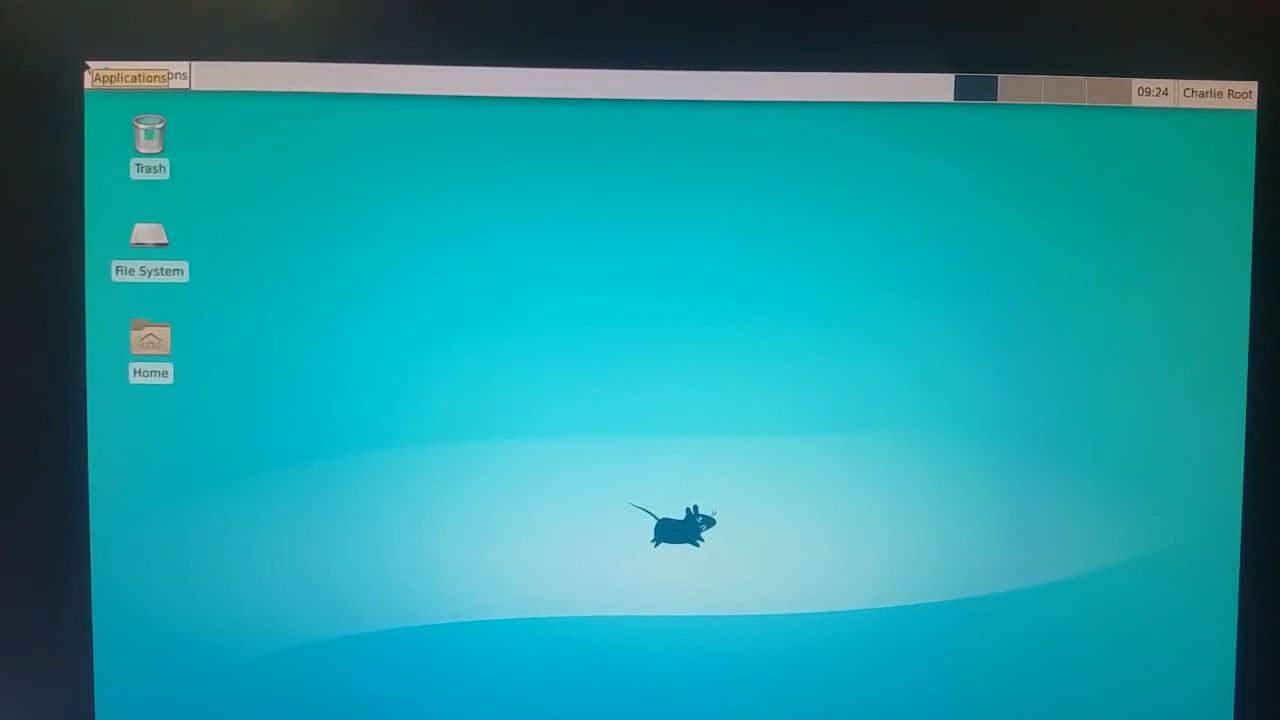 Applications ons
09:24 Charlie Root
Trash
File System
Home